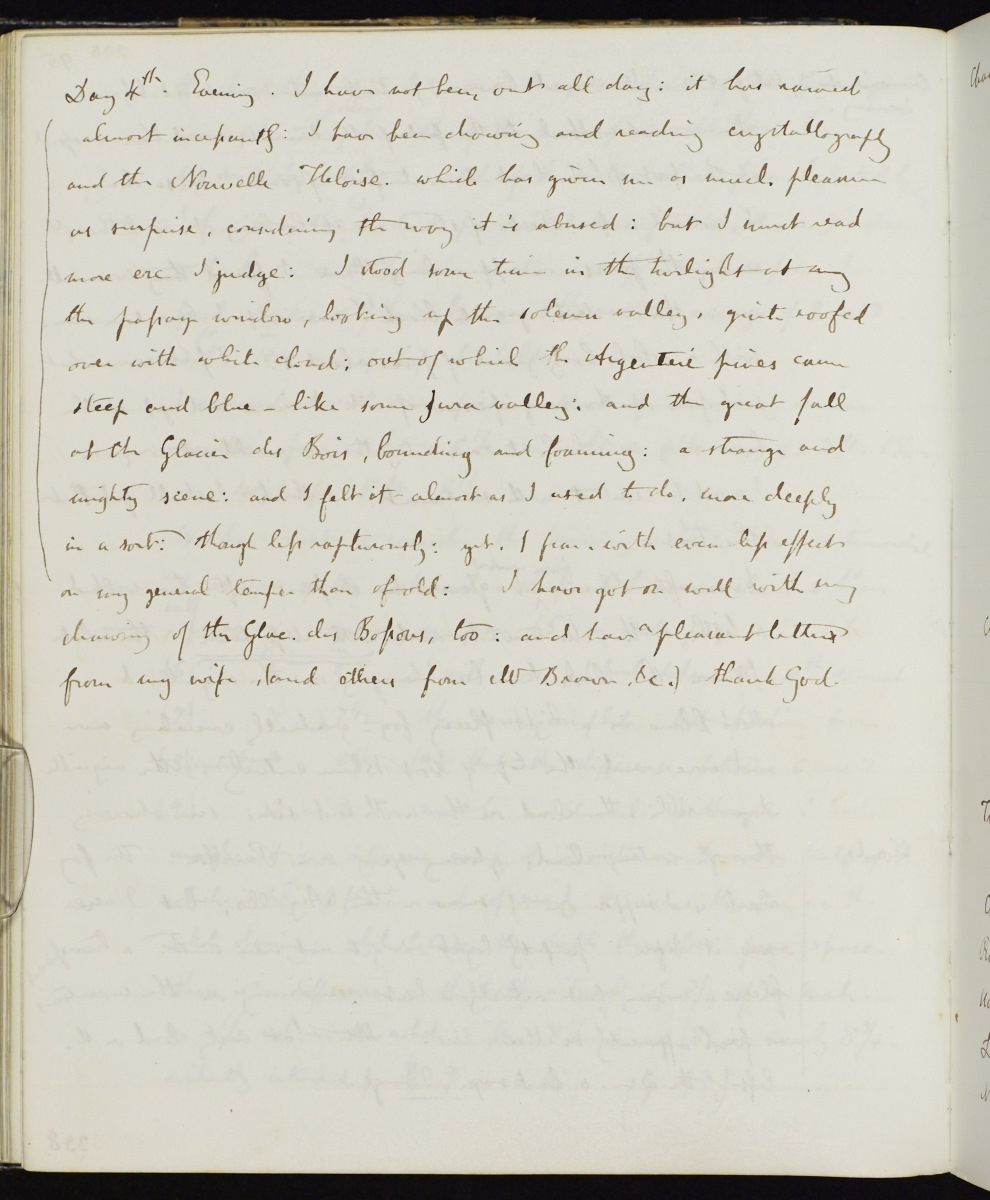 Day 4th. Evening. I have not been out all day: it has rained
almost incessantly: I have been drawing and reading crystallography
and the Nouvelle Heloise. which has given me as much pleasure
as surprise, considering the way it is abused: but I must read
more ere I judge: I stood some time in the twilight at my
the passage window, looking up the solemn valley, quite roofed
over with white cloud; out of which the Argentiere pines came
steep and blue - like some Jura valley: and the great fall
of the Glacier des Bois, bounding and foaming: a strange and
mighty scene: and I felt it - almost as I used to do, more deeply
in a sort: though less rapturously: yet, I fear, with even less effect
on my general temper than of old: I have got on well with my
drawing of the Glac. des Bossons, too: and have a pleasant letter
from my wife, (and others from W Brown, &c.) thank God.